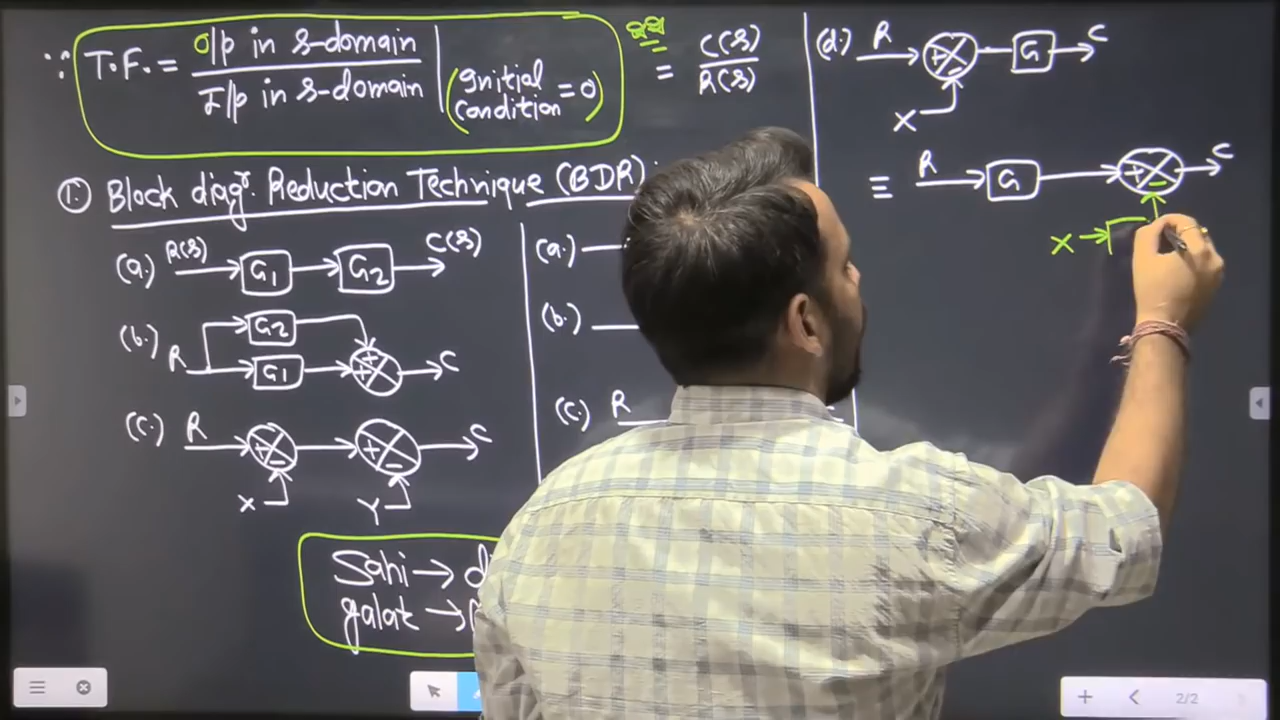 ∵ T.F. = O/p in s-domain / I/p in s-domain | (Initial condition = 0)
= C(s) / R(s)
1. Block diagr. Reduction Technique (BDR):
(a.) R(s) G1 G2 C(s)
(b.) R G2 G1 + + C
(c.) R + - X + - Y C
Sahi → d
galat →
(a.)
(b.)
(c.) R
(d.) R + - X G C
≡ R G + - C
X →
2/2